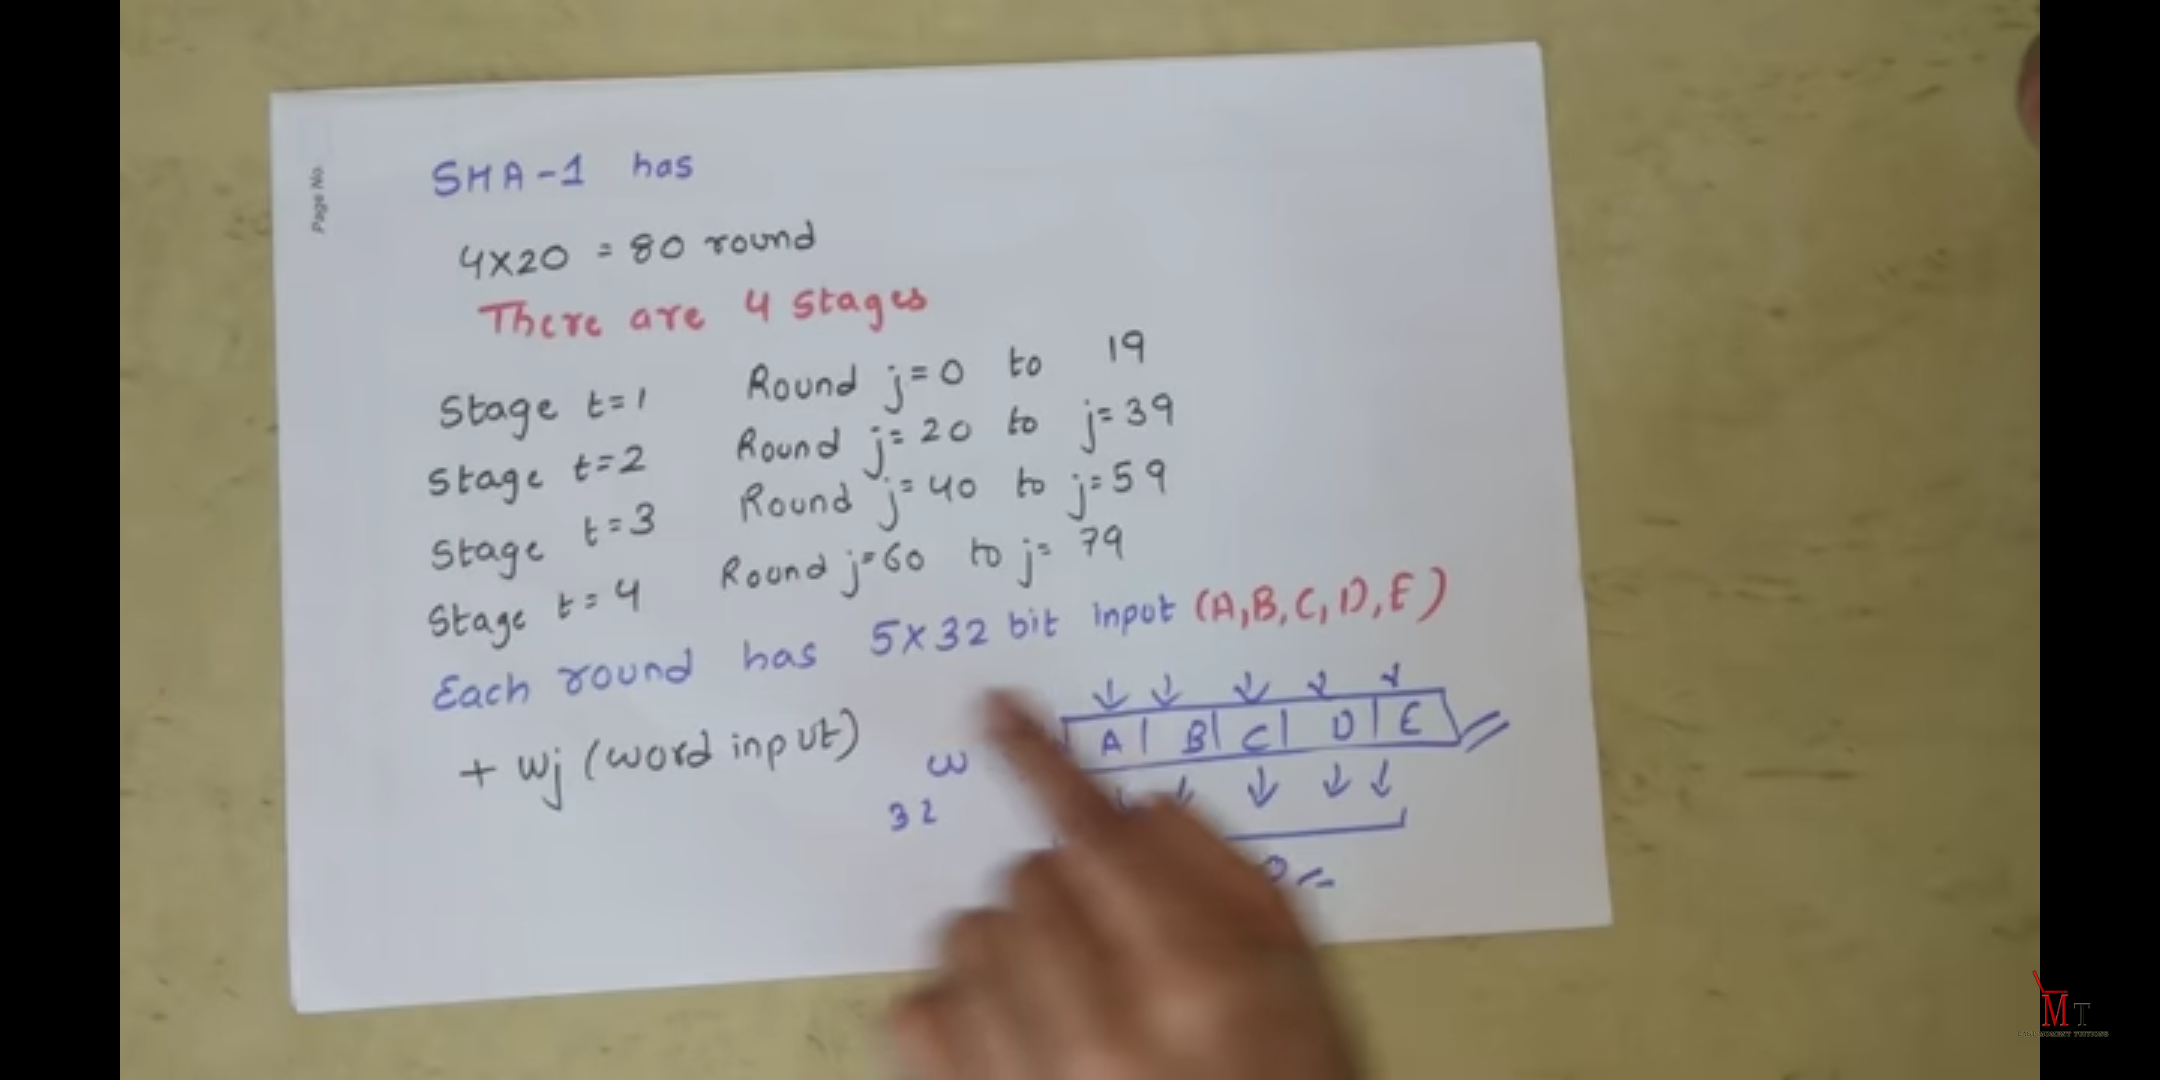 Page No.
SHA-1 has
4X20 = 80 round
There are 4 stages
Stage t=1 Round j=0 to 19
Stage t=2 Round j=20 to j=39
Stage t=3 Round j=40 to j=59
Stage t=4 Round j=60 to j=79
Each round has 5X32 bit input (A,B,C,D,E)
A B C D E
+ Wj (word input)
W
32
MT